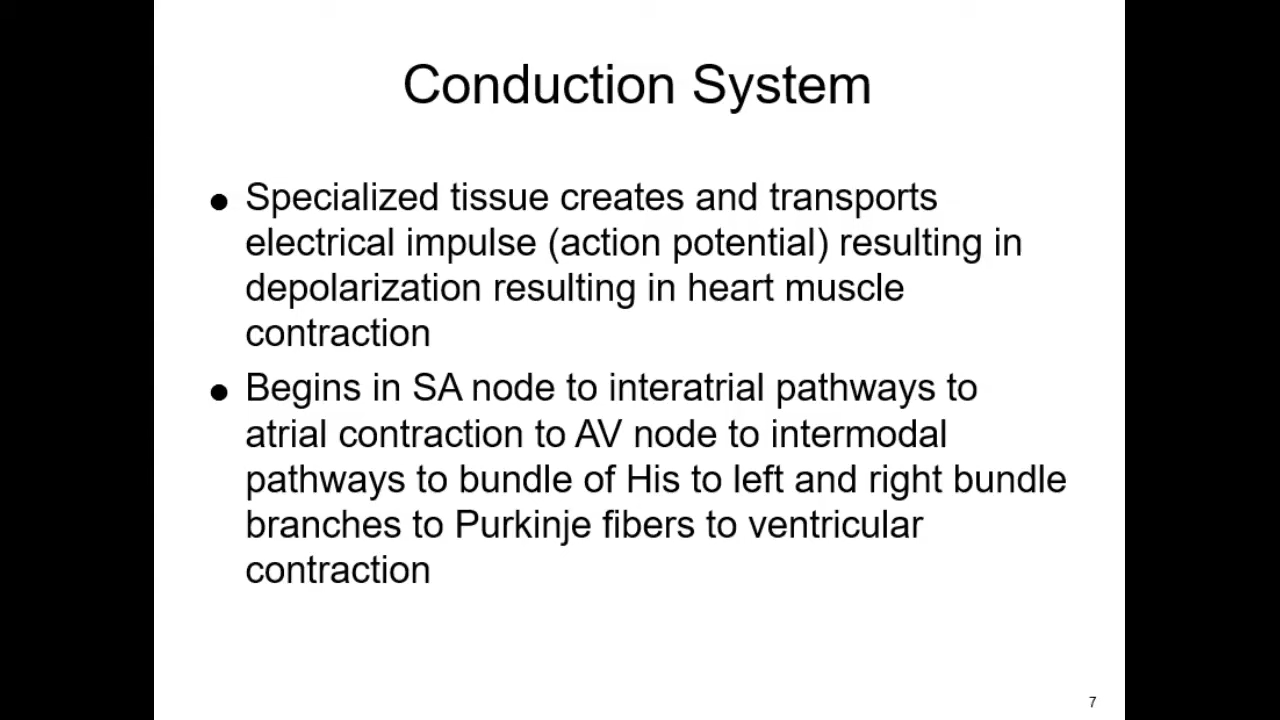 Conduction System
● Specialized tissue creates and transports
electrical impulse (action potential) resulting in
depolarization resulting in heart muscle
contraction
● Begins in SA node to interatrial pathways to
atrial contraction to AV node to intermodal
pathways to bundle of His to left and right bundle
branches to Purkinje fibers to ventricular
contraction
7